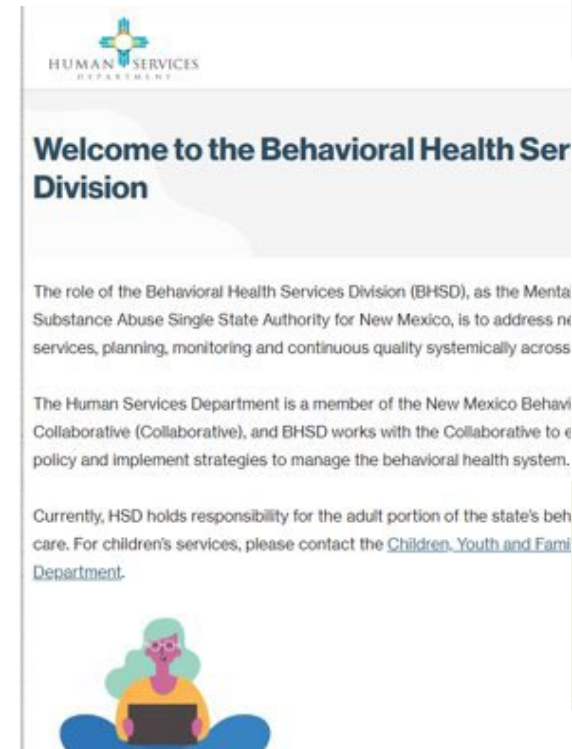 HUMAN SERVICES
DEPARTMENT
Welcome to the Behavioral Health Ser
Division
The role of the Behavioral Health Services Division (BHSD), as the Menta
Substance Abuse Single State Authority for New Mexico, is to address ne
services, planning, monitoring and continuous quality systemically across
The Human Services Department is a member of the New Mexico Behavi
Collaborative (Collaborative), and BHSD works with the Collaborative to e
policy and implement strategies to manage the behavioral health system.
Currently, HSD holds responsibility for the adult portion of the state's beh
care. For children's services, please contact the Children, Youth and Fami
Department.